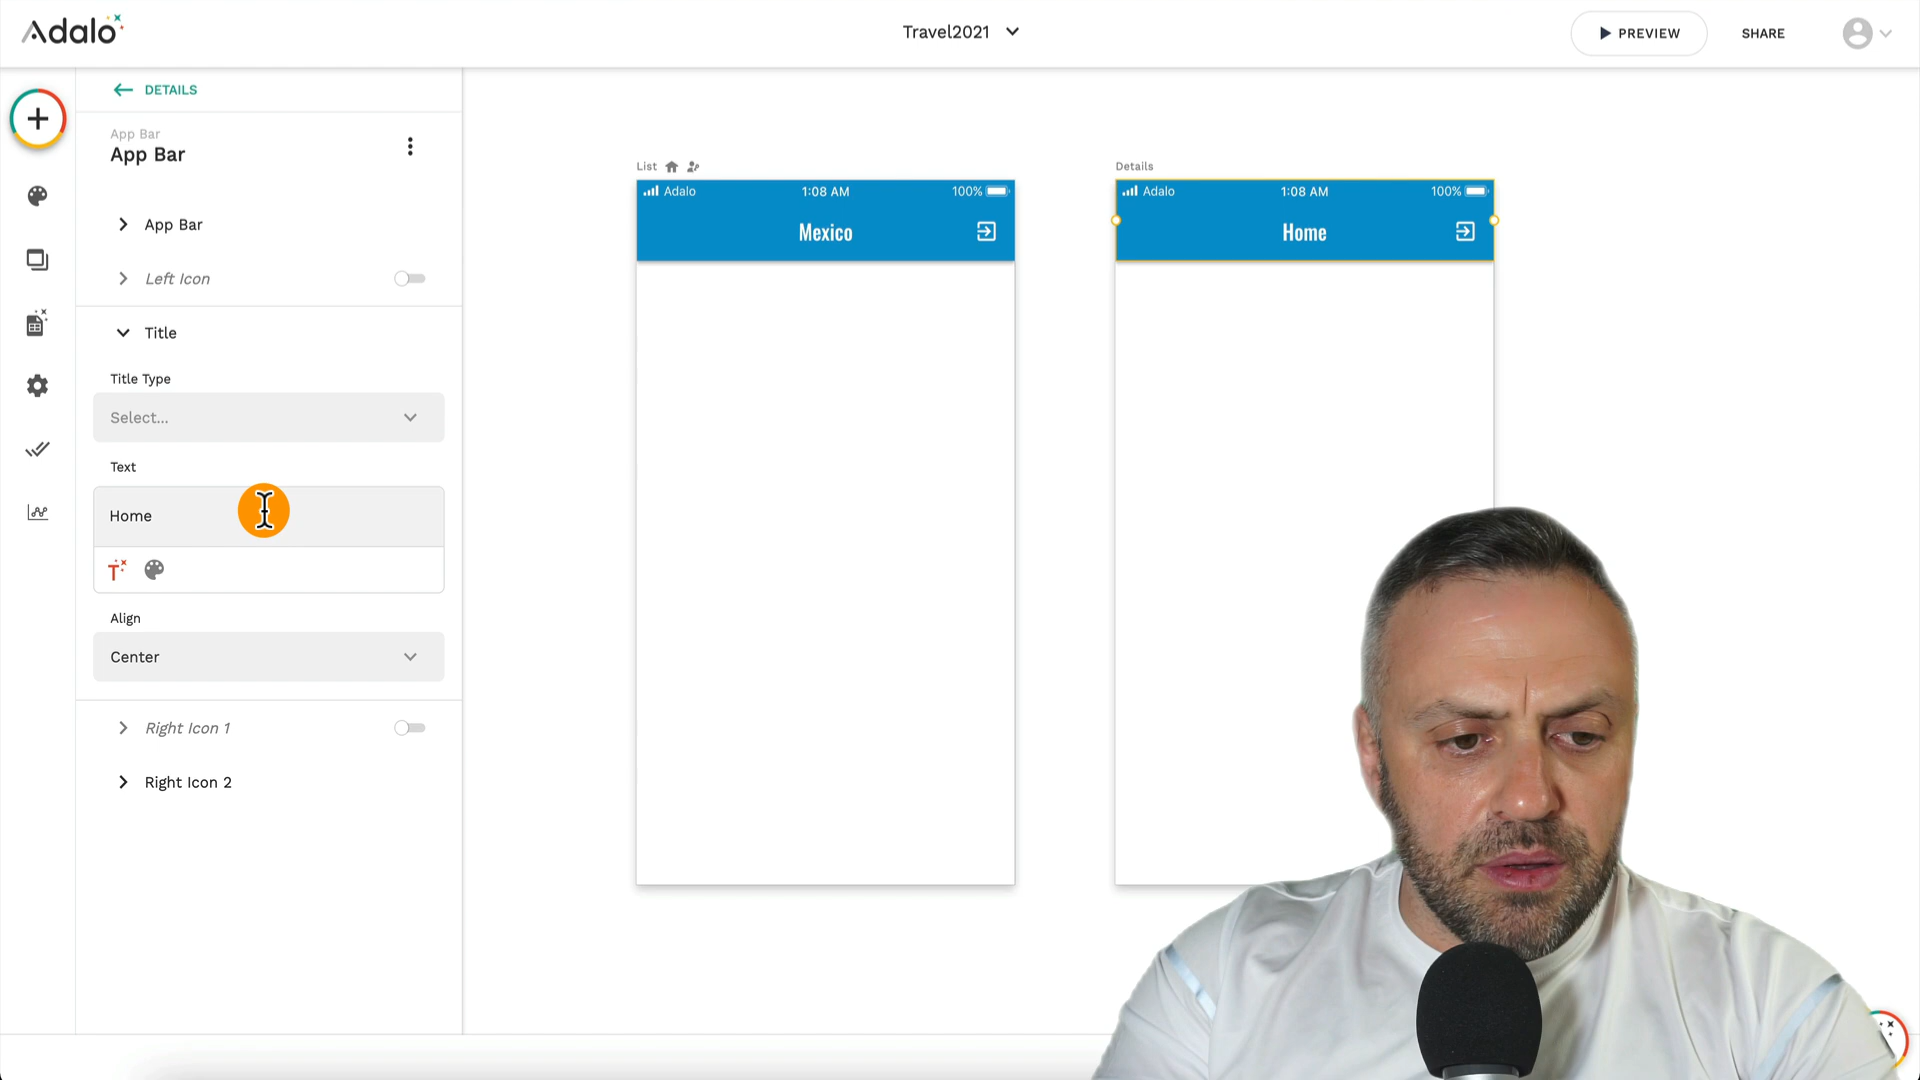 Adalo
Travel2021
PREVIEW
SHARE
DETAILS
App Bar
App Bar
App Bar
Left Icon
Title
Title Type
Select...
Text
Home
T
Align
Center
Right Icon 1
Right Icon 2
List
Adalo 1:08 AM 100%
Mexico
Details
Adalo 1:08 AM 100%
Home